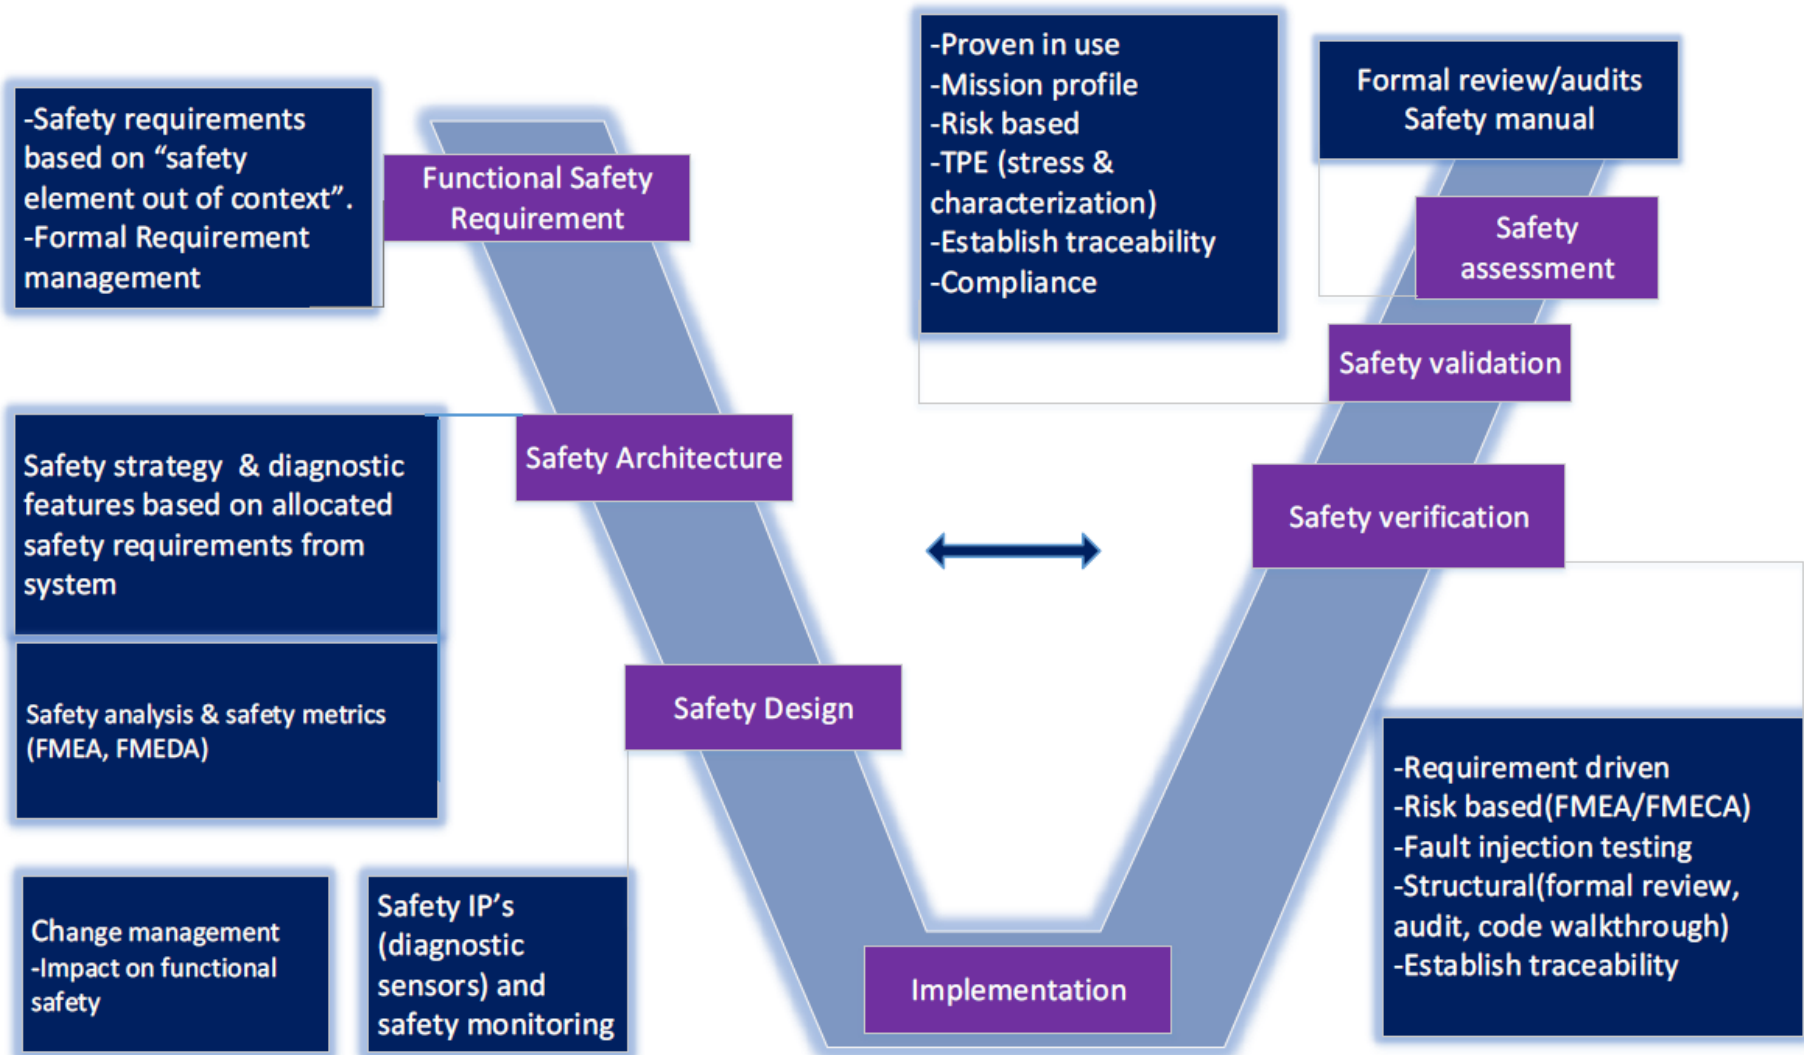 -Safety requirements
based on “safety
element out of context”.
-Formal Requirement
management
Functional Safety
Requirement
-Proven in use
-Mission profile
-Risk based
-TPE (stress &
characterization)
-Establish traceability
-Compliance
Formal review/audits
Safety manual
Safety
assessment
Safety validation
Safety strategy & diagnostic
features based on allocated
safety requirements from
system
Safety Architecture
Safety verification
Safety analysis & safety metrics
(FMEA, FMEDA)
Safety Design
-Requirement driven
-Risk based(FMEA/FMECA)
-Fault injection testing
-Structural(formal review,
audit, code walkthrough)
-Establish traceability
Change management
-Impact on functional
safety
Safety IP’s
(diagnostic
sensors) and
safety monitoring
Implementation